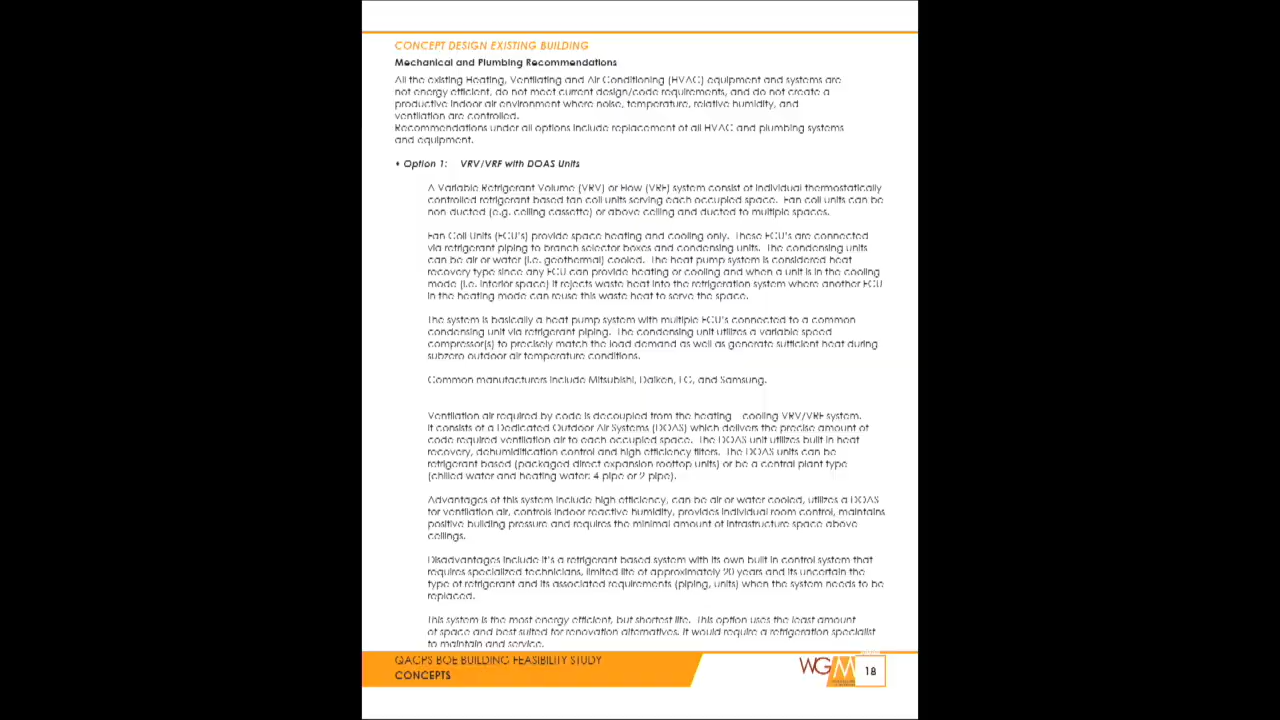 CONCEPT DESIGN EXISTING BUILDING
Mechanical and Plumbing Recommendations
All the existing Heating, Ventilating and Air Conditioning (HVAC) equipment and systems are
not energy efficient, do not meet current design/code requirements, and do not create a
productive indoor air environment where noise, temperature, relative humidity, and
ventilation are controlled.
Recommendations under all options include replacement of all HVAC and plumbing systems
and equipment.
• Option 1: VRV/VRF with DOAS Units
A Variable Refrigerant Volume (VRV) or Flow (VRF) system consist of individual thermostatically
controlled refrigerant based fan coil units serving each occupied space. Fan coil units can be
non ducted (e.g. ceiling cassette) or above ceiling and ducted to multiple spaces.
Fan Coil Units (FCU's) provide space heating and cooling only. These FCU's are connected
via refrigerant piping to branch selector boxes and condensing units. The condensing units
can be air or water (i.e. geothermal) cooled. The heat pump system is considered heat
recovery type since any FCU can provide heating or cooling and when a unit is in the cooling
mode (i.e. interior space) it rejects waste heat into the refrigeration system where another FCU
in the heating mode can reuse this waste heat to serve the space.
The system is basically a heat pump system with multiple FCU's connected to a common
condensing unit via refrigerant piping. The condensing unit utilizes a variable speed
compressor(s) to precisely match the load demand as well as generate sufficient heat during
subzero outdoor air temperature conditions.
Common manufacturers include Mitsubishi, Daiken, LG, and Samsung.
Ventilation air required by code is decoupled from the heating cooling VRV/VRF system.
It consists of a Dedicated Outdoor Air Systems (DOAS) which delivers the precise amount of
code required ventilation air to each occupied space. The DOAS unit utilizes built in heat
recovery, dehumidification control and high efficiency filters. The DOAS units can be
refrigerant based (packaged direct expansion rooftop units) or be a central plant type
(chilled water and heating water: 4 pipe or 2 pipe).
Advantages of this system include high efficiency, can be air or water cooled, utilizes a DOAS
for ventilation air, controls indoor reactive humidity, provides individual room control, maintains
positive building pressure and requires the minimal amount of infrastructure space above
ceilings.
Disadvantages include it's a refrigerant based system with its own built in control system that
requires specialized technicians, limited life of approximately 20 years and its uncertain the
type of refrigerant and its associated requirements (piping, units) when the system needs to be
replaced.
This system is the most energy efficient, but shortest life. This option uses the least amount
of space and best suited for renovation alternatives. It would require a refrigeration specialist
to maintain and service.
QACPS BOE BUILDING FEASIBILITY STUDY
CONCEPTS
WGM
18